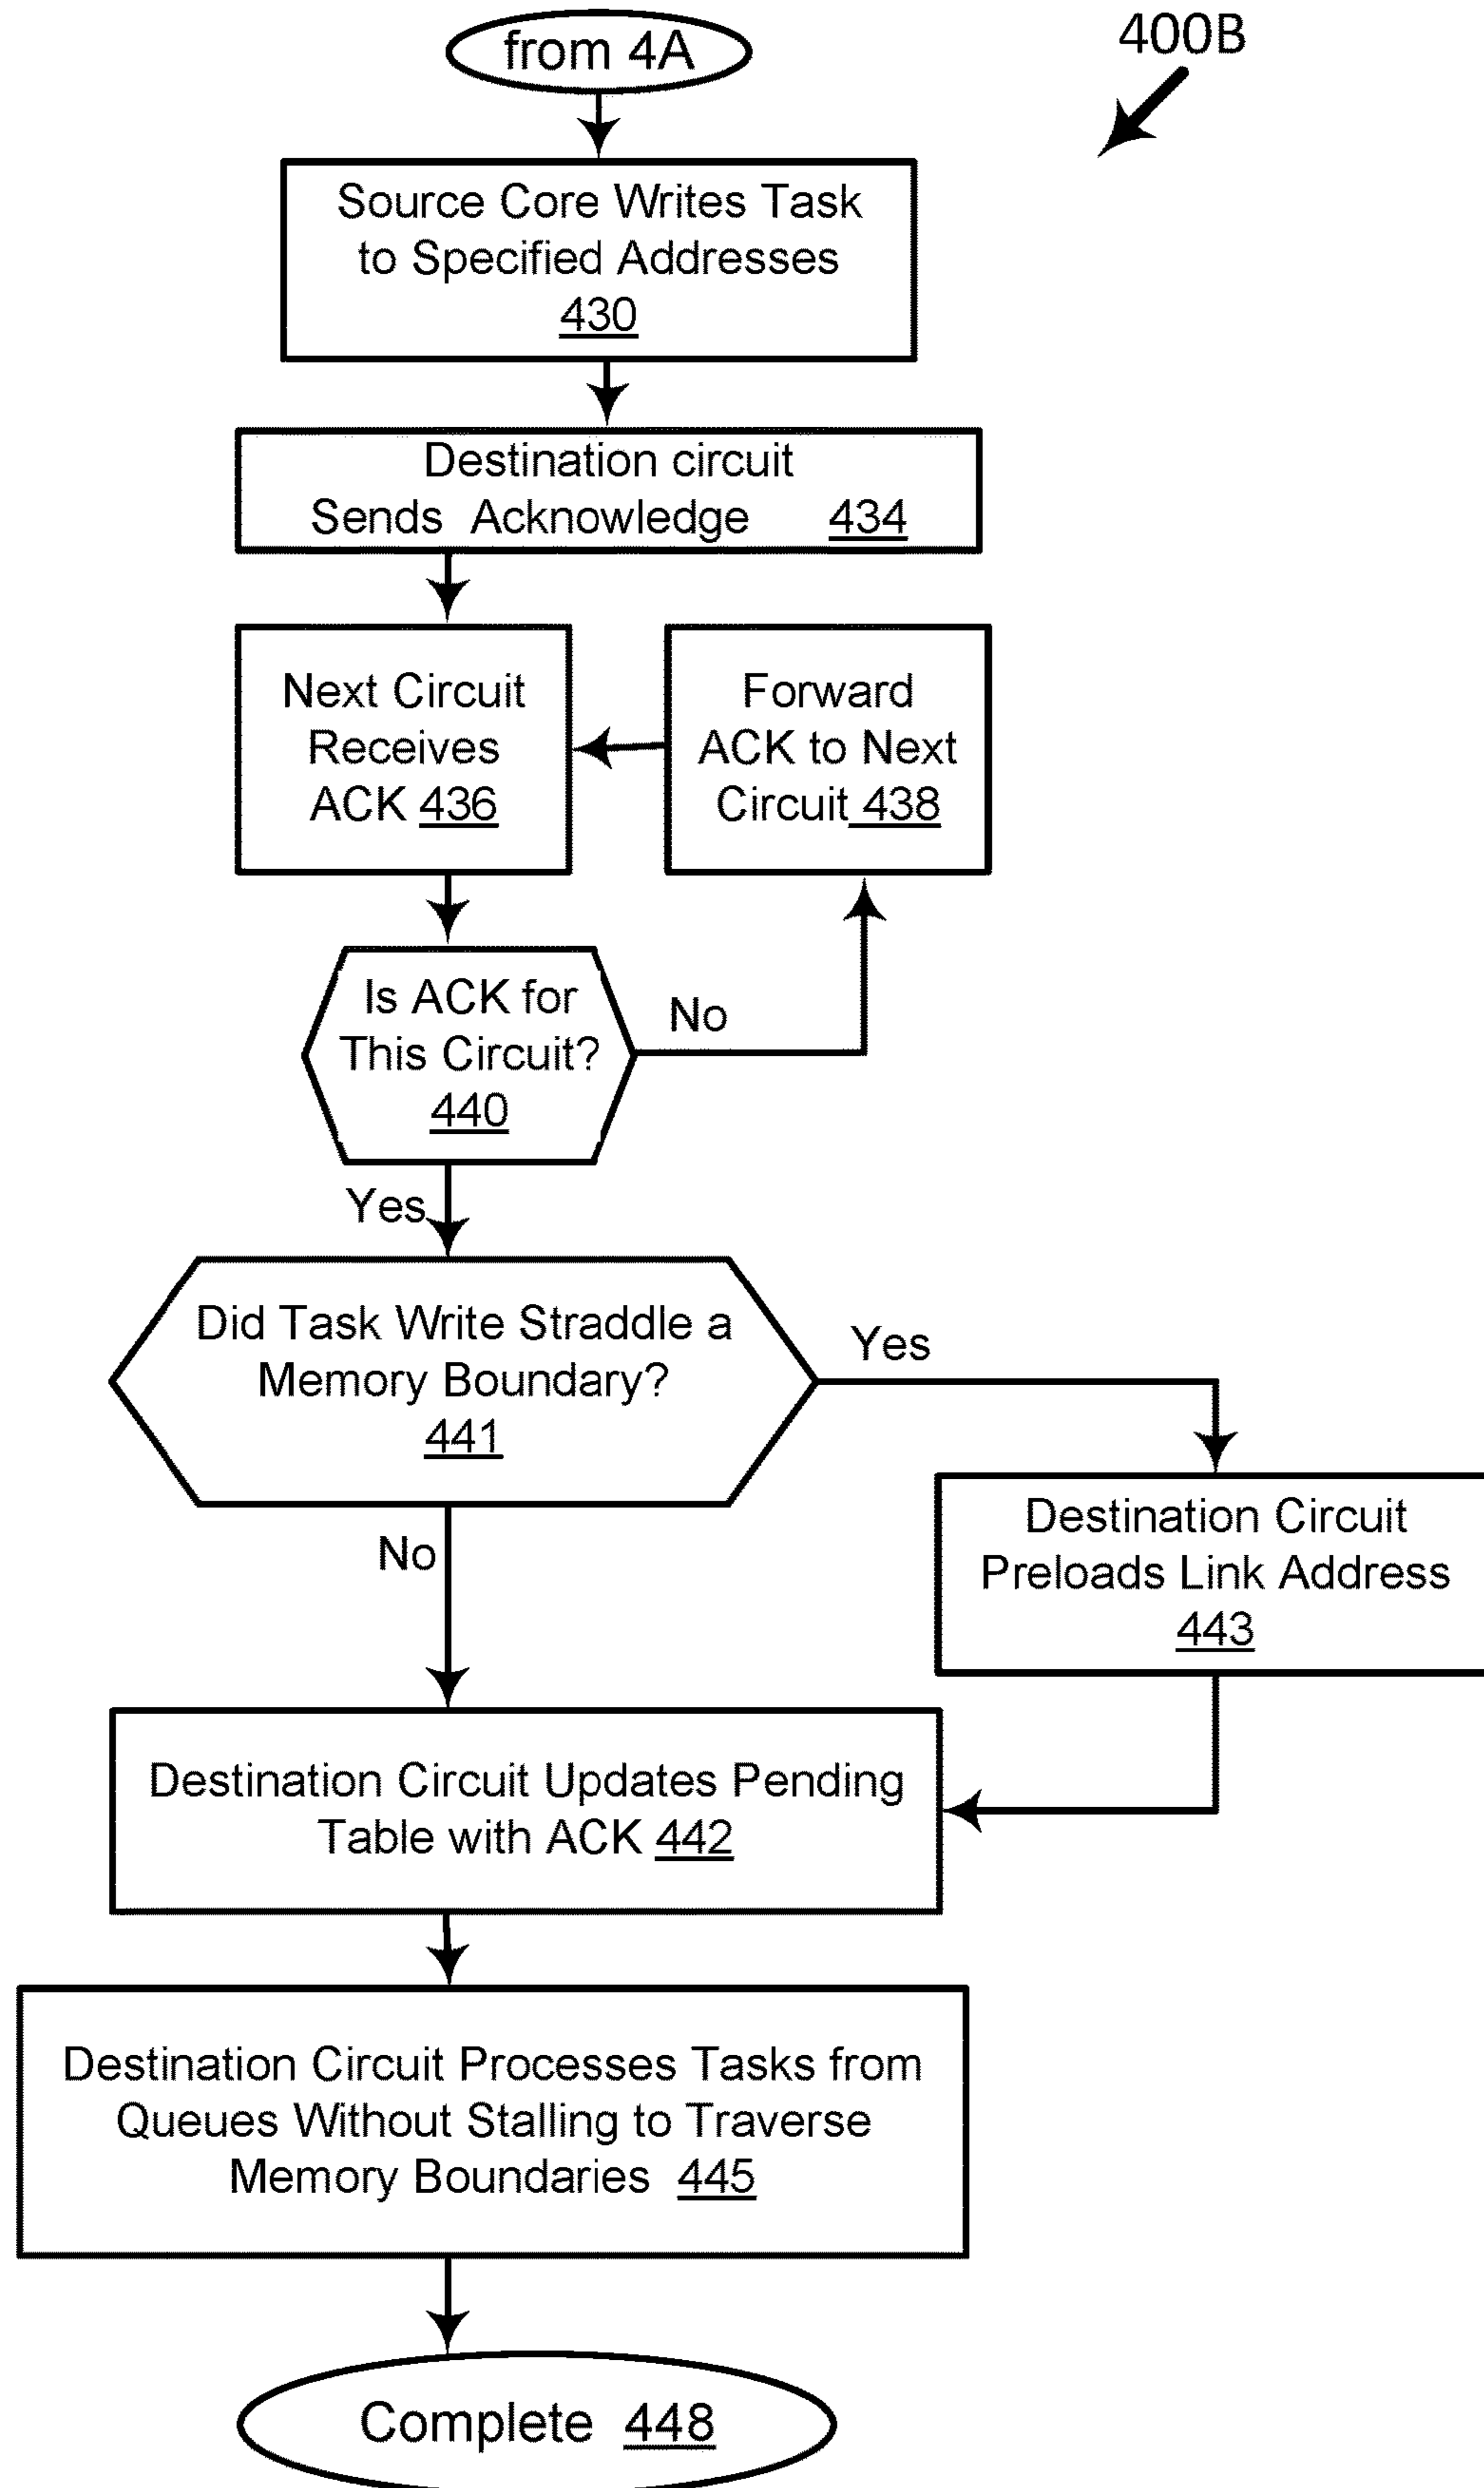 from 4A
400B
Source Core Writes Task
to Specified Addresses
430
Destination circuit
Sends Acknowledge 434
Next Circuit
Receives
ACK 436
Forward
ACK to Next
Circuit 438
Is ACK for
This Circuit?
440
No
Yes
Did Task Write Straddle a
Memory Boundary?
441
Yes
No
Destination Circuit
Preloads Link Address
443
Destination Circuit Updates Pending
Table with ACK 442
Destination Circuit Processes Tasks from
Queues Without Stalling to Traverse
Memory Boundaries 445
Complete 448